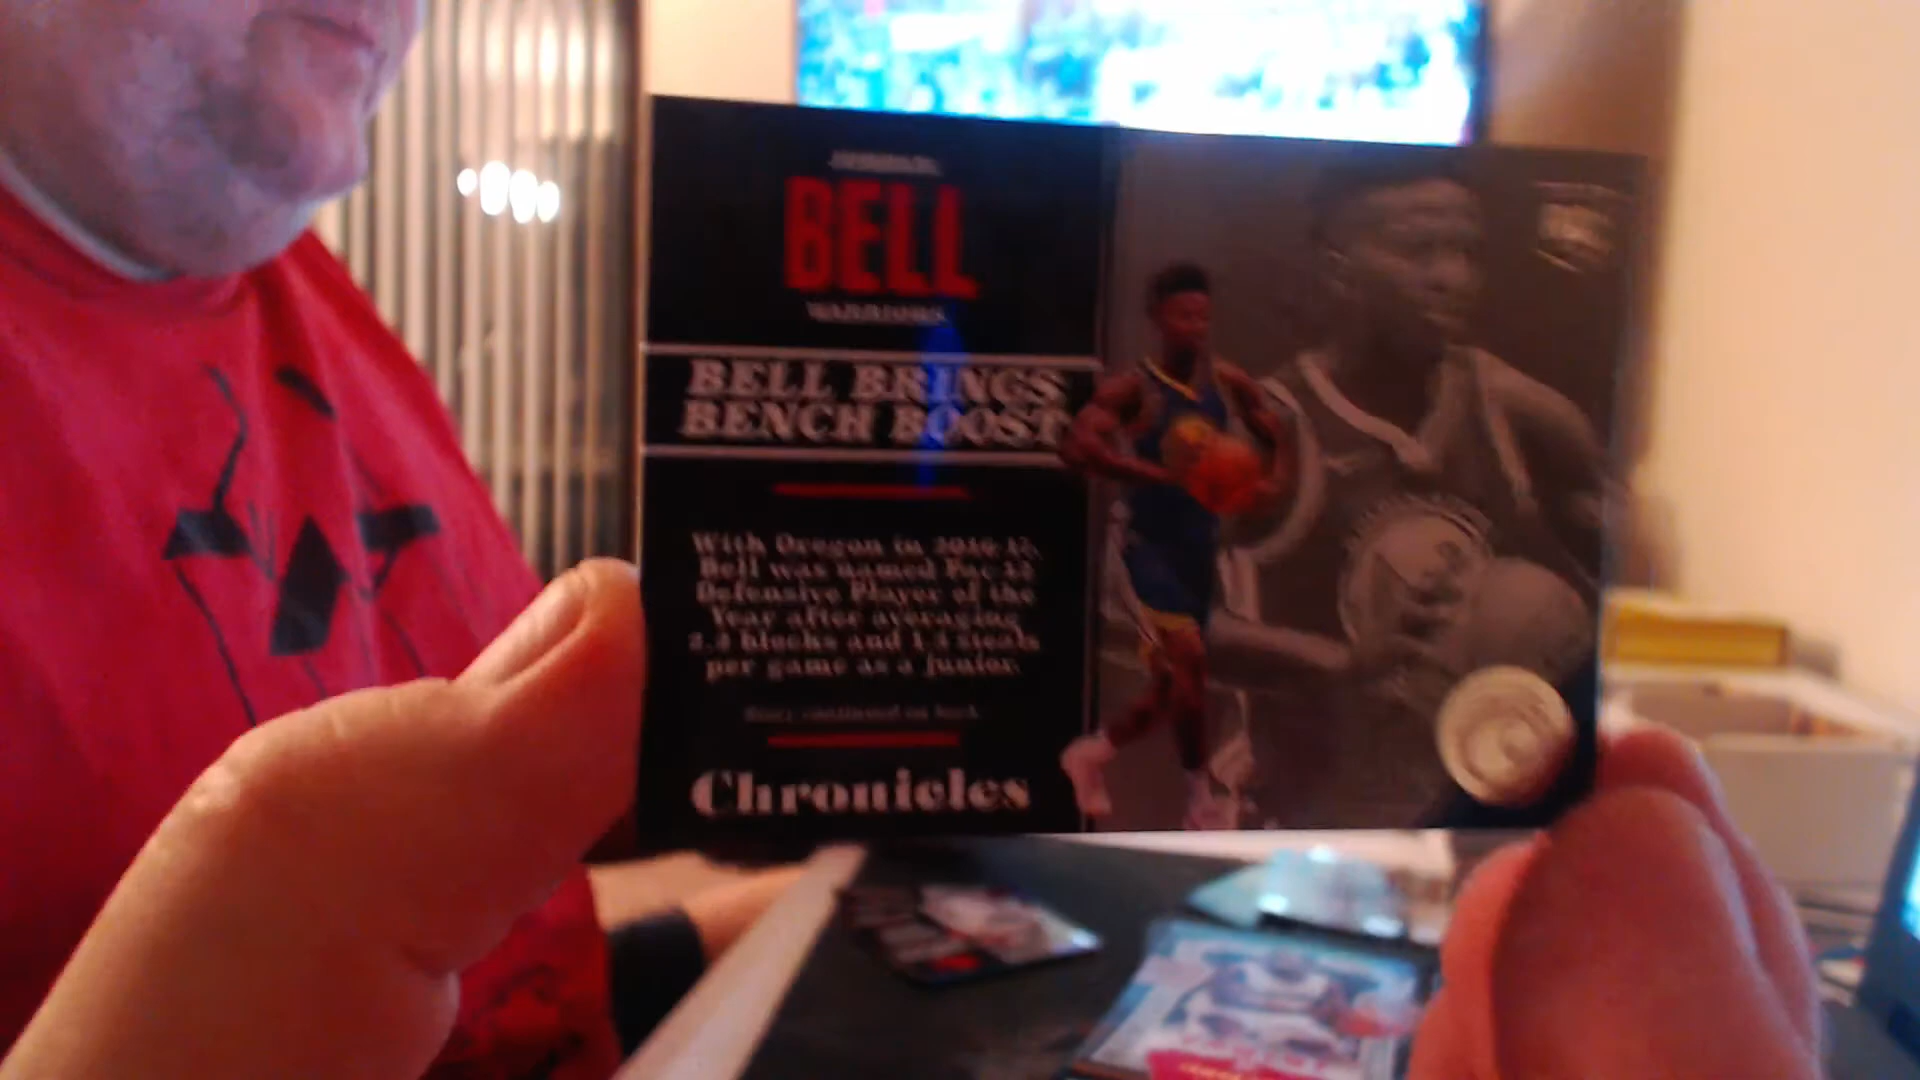 JORDAN
BELL
WARRIORS
BELL BRINGS
BENCH BOOST
With Oregon in 2016-17,
Bell was named Pac-12
Defensive Player of the
Year after averaging
2.2 blocks and 1.3 steals
per game as a junior.
Story continued on back
Chronicles